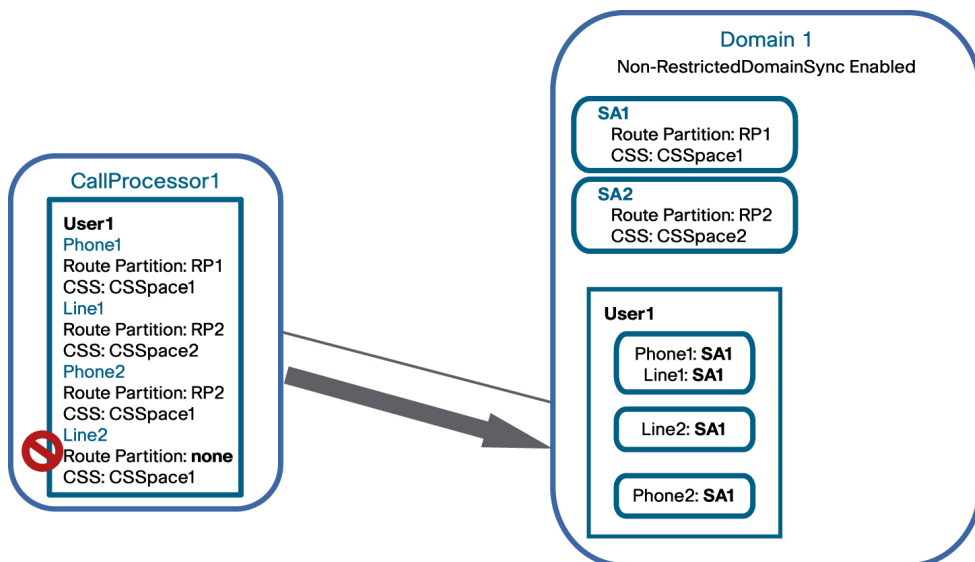 CallProcessor1
User1
Phone1
Route Partition: RP1
CSS: CSSpace1
Line1
Route Partition: RP2
CSS: CSSpace2
Phone2
Route Partition: RP2
CSS: CSSpace1
Line2
Route Partition: none
CSS: CSSpace1
Domain 1
Non-RestrictedDomainSync Enabled
SA1
Route Partition: RP1
CSS: CSSpace1
SA2
Route Partition: RP2
CSS: CSSpace2
User1
Phone1: SA1
Line1: SA1
Line2: SA1
Phone2: SA1